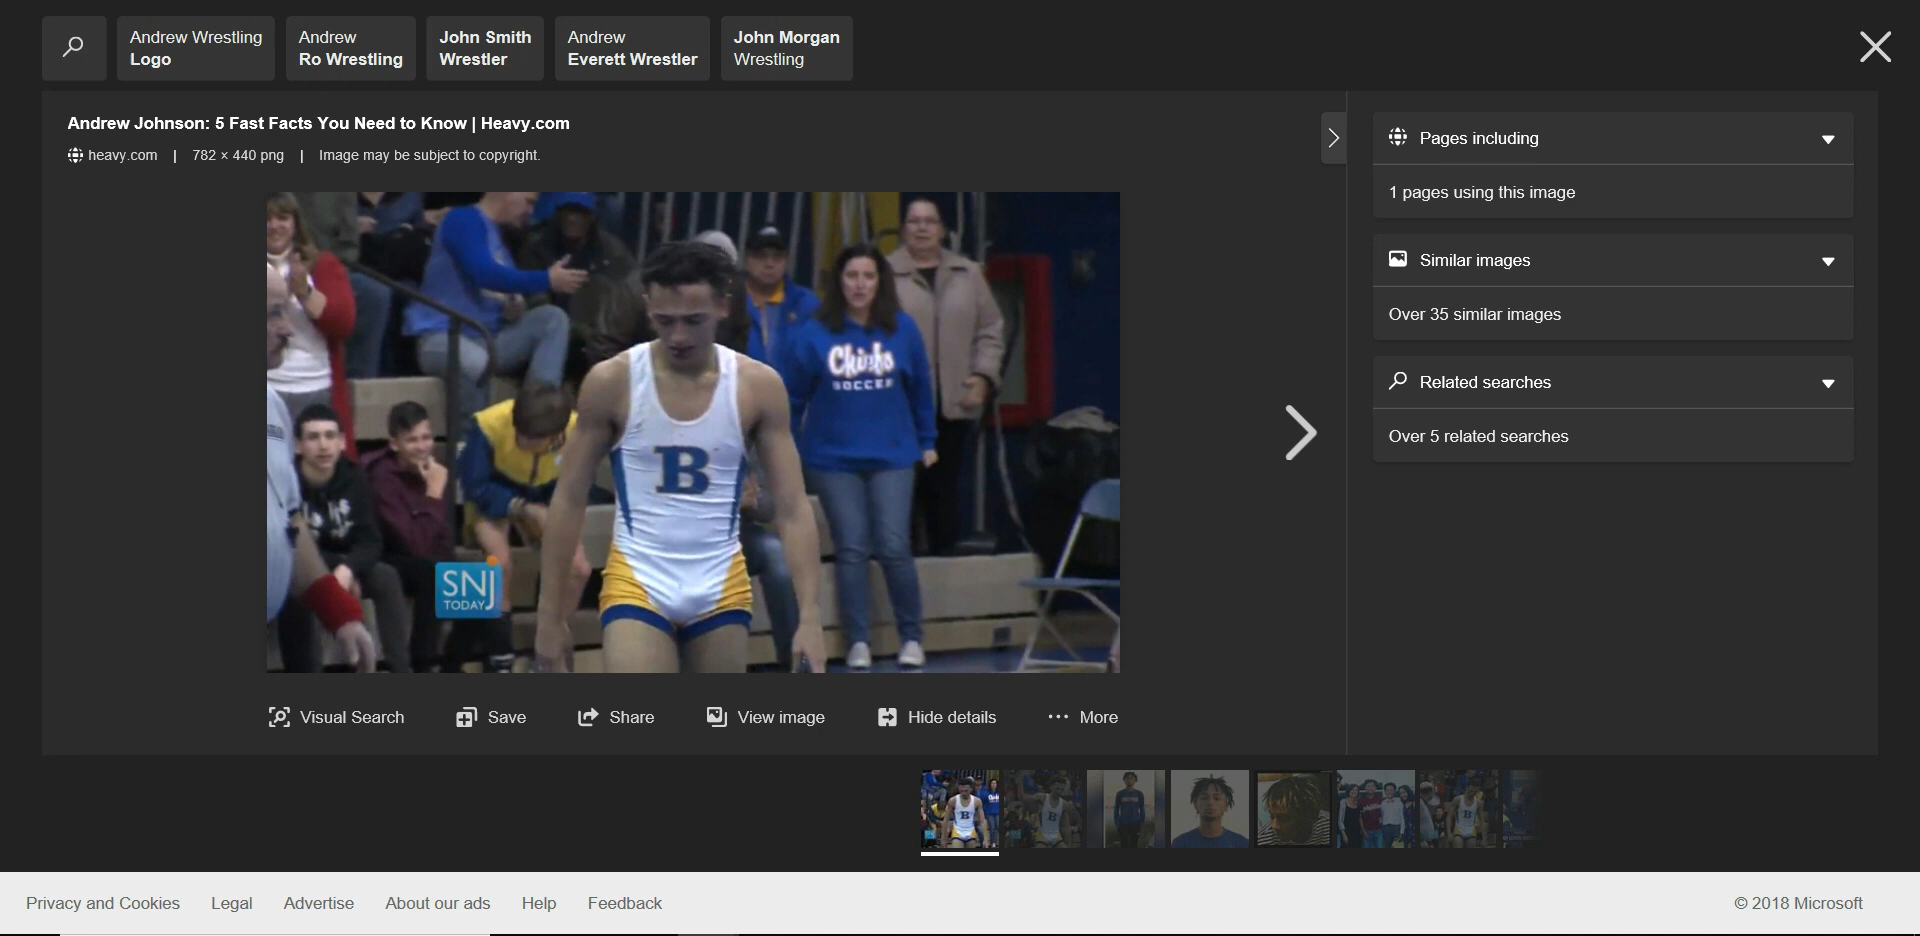 Andrew Wrestling
Logo
Andrew
Ro Wrestling
John Smith
Wrestler
Andrew
Everett Wrestler
John Morgan
Wrestling
Andrew Johnson: 5 Fast Facts You Need to Know | Heavy.com
heavy.com | 782 × 440 png | Image may be subject to copyright.
Chiefs
SOCCER
B
SNJ
TODAY
Visual Search
Save
Share
View image
Hide details
More
Pages including
1 pages using this image
Similar images
Over 35 similar images
Related searches
Over 5 related searches
Privacy and Cookies
Legal
Advertise
About our ads
Help
Feedback
© 2018 Microsoft